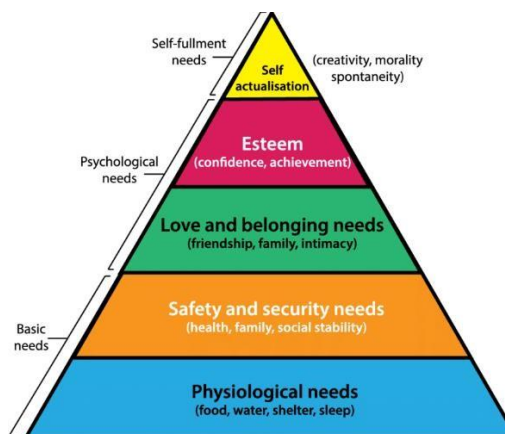 Self-fullment
needs
(creativity, morality
spontaneity)
Self
actualisation
Psychological
needs
Esteem
(confidence, achievement)
Love and belonging needs
(friendship, family, intimacy)
Basic
needs
Safety and security needs
(health, family, social stability)
Physiological needs
(food, water, shelter, sleep)